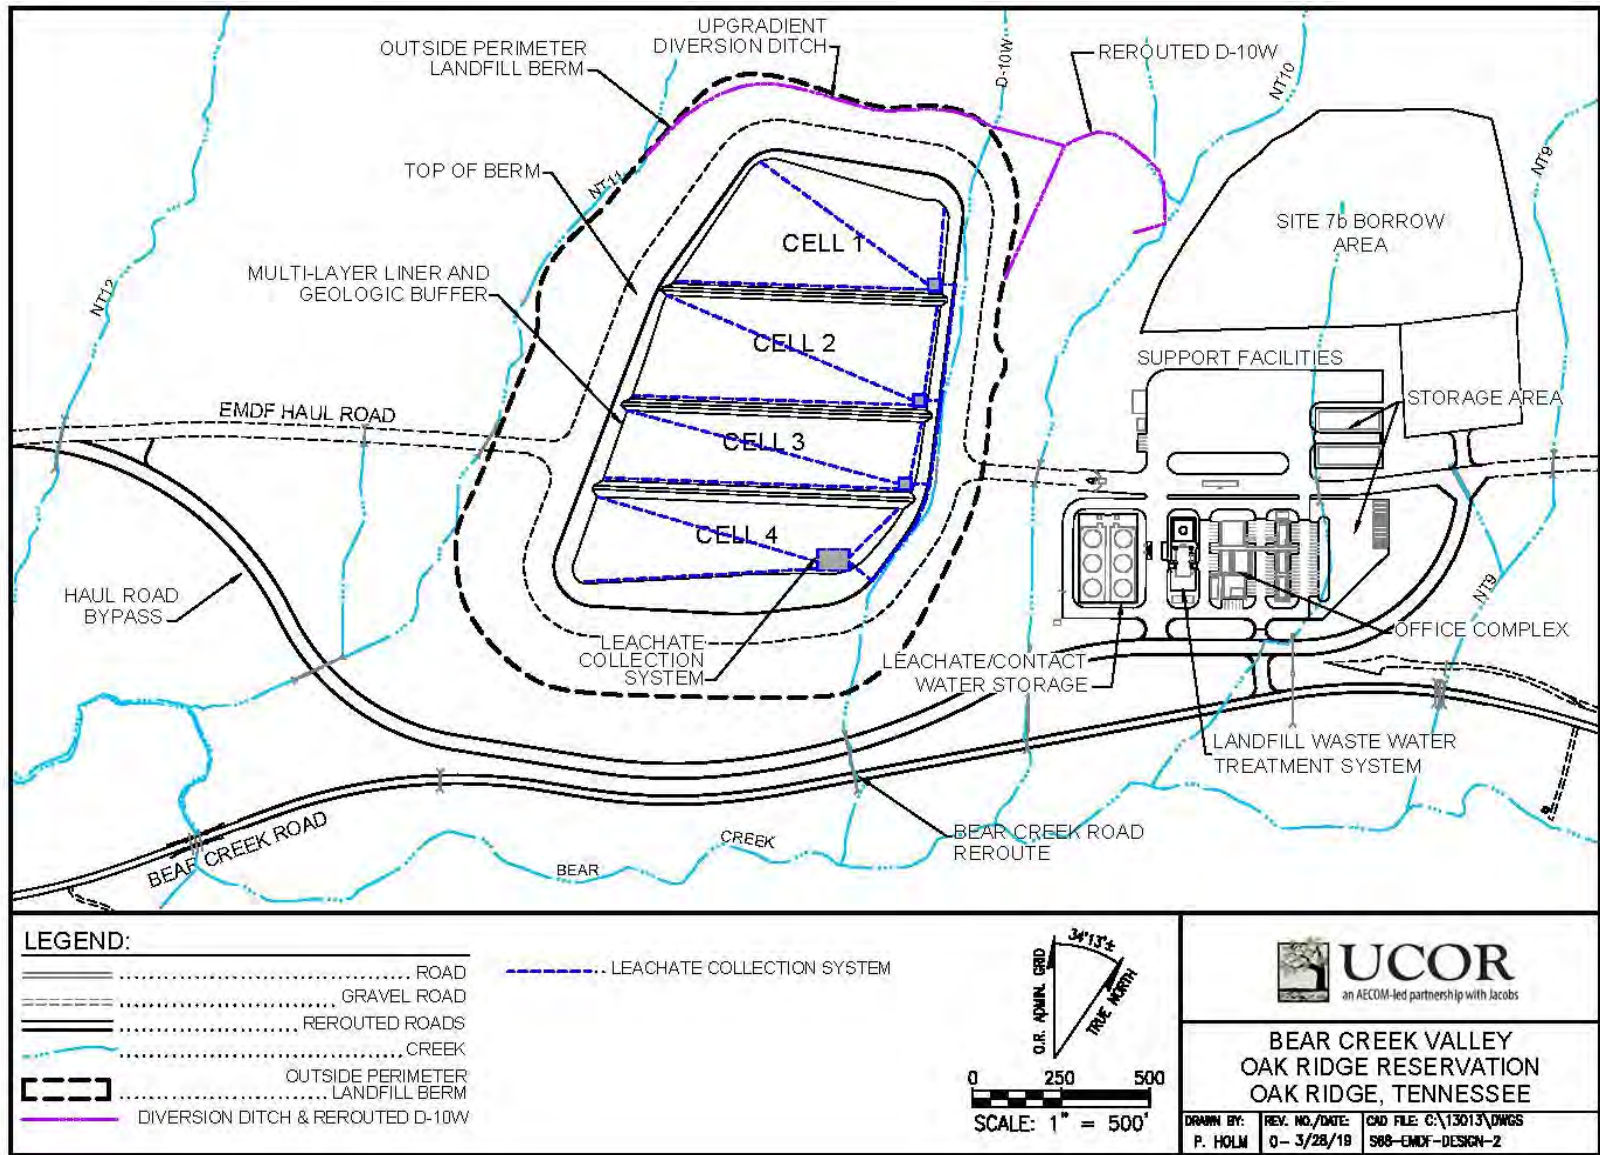 UPGRADIENT
DIVERSION DITCH
OUTSIDE PERIMETER
LANDFILL BERM
D-10W
REROUTED D-10W
NT10
TOP OF BERM
NT11
NT9
CELL 1
SITE 7b BORROW
AREA
MULTI-LAYER LINER AND
GEOLOGIC BUFFER
NT12
CELL 2
SUPPORT FACILITIES
STORAGE AREA
EMDF HAUL ROAD
CELL 3
CELL 4
HAUL ROAD
BYPASS
NT9
OFFICE COMPLEX
LEACHATE
COLLECTION
SYSTEM
LEACHATE/CONTACT
WATER STORAGE
LANDFILL WASTE WATER
TREATMENT SYSTEM
BEAR CREEK ROAD
REROUTE
BEAR CREEK ROAD
BEAR
CREEK
LEGEND:
ROAD
GRAVEL ROAD
REROUTED ROADS
CREEK
OUTSIDE PERIMETER
LANDFILL BERM
DIVERSION DITCH & REROUTED D-10W
LEACHATE COLLECTION SYSTEM
34°13'±
O.R. ADMIN. GRID
TRUE NORTH
0 250 500
SCALE: 1" = 500'
UCOR
an AECOM-led partnership with Jacobs
BEAR CREEK VALLEY
OAK RIDGE RESERVATION
OAK RIDGE, TENNESSEE
DRAWN BY:
P. HOLM
REV. NO./DATE:
0- 3/28/19
CAD FILE: C:\13013\DWGS
S68-EMDF-DESIGN-2